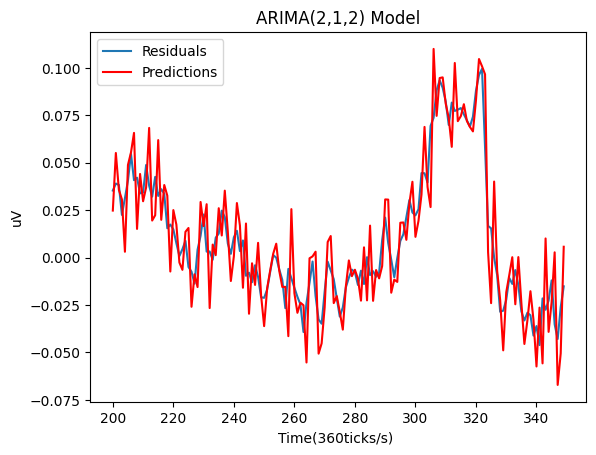 ARIMA(2,1,2) Model
Residuals
Predictions
uV
0.100
0.075
0.050
0.025
0.000
−0.025
−0.050
−0.075
200 220 240 260 280 300 320 340
Time(360ticks/s)